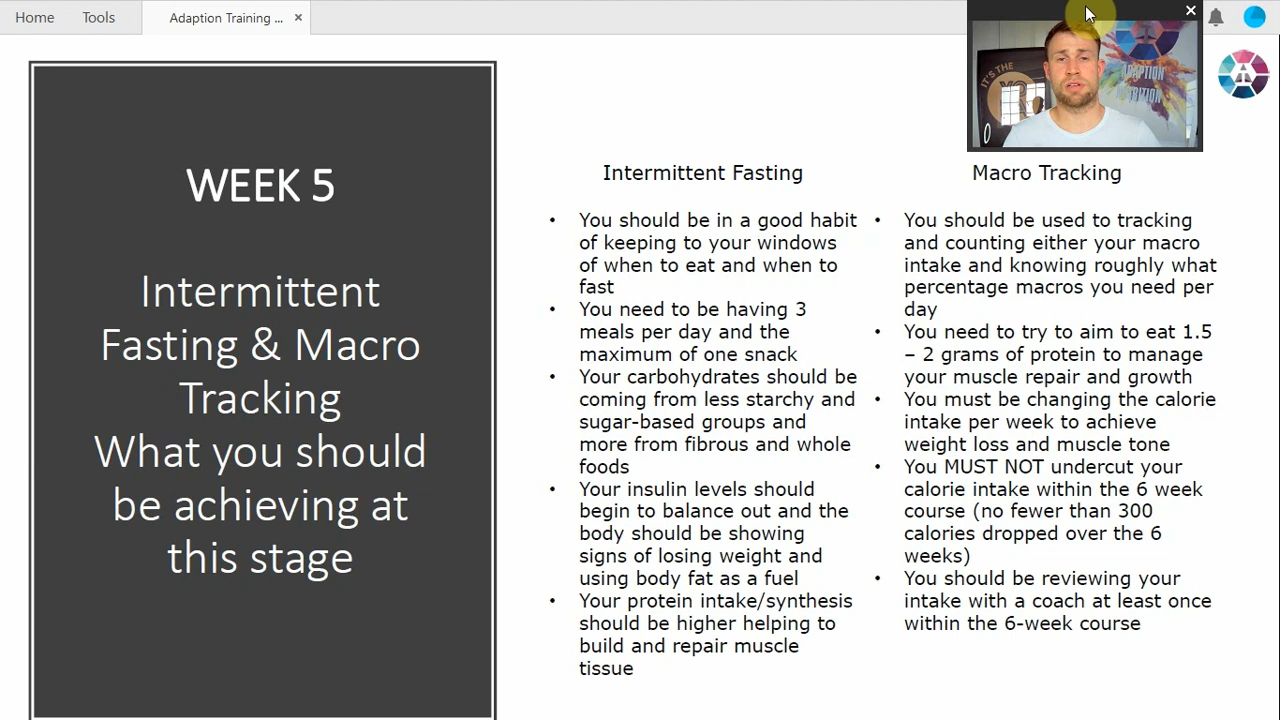 Home
Tools
Adaption Training ...
IT'S THE
ADAPTION
NUTRITION
WEEK 5
Intermittent
Fasting & Macro
Tracking
What you should
be achieving at
this stage
Intermittent Fasting
• You should be in a good habit
of keeping to your windows
of when to eat and when to
fast
• You need to be having 3
meals per day and the
maximum of one snack
• Your carbohydrates should be
coming from less starchy and
sugar-based groups and
more from fibrous and whole
foods
• Your insulin levels should
begin to balance out and the
body should be showing
signs of losing weight and
using body fat as a fuel
• Your protein intake/synthesis
should be higher helping to
build and repair muscle
tissue
Macro Tracking
• You should be used to tracking
and counting either your macro
intake and knowing roughly what
percentage macros you need per
day
• You need to try to aim to eat 1.5
– 2 grams of protein to manage
your muscle repair and growth
• You must be changing the calorie
intake per week to achieve
weight loss and muscle tone
• You MUST NOT undercut your
calorie intake within the 6 week
course (no fewer than 300
calories dropped over the 6
weeks)
• You should be reviewing your
intake with a coach at least once
within the 6-week course